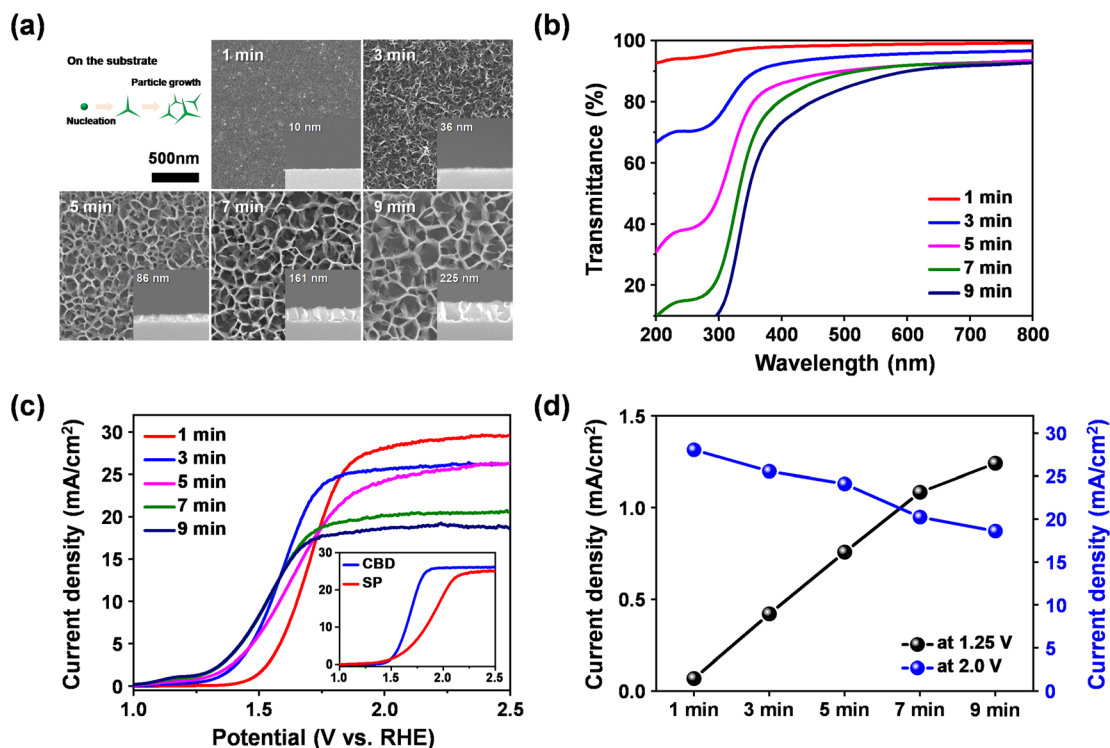 (a)
On the substrate
Particle growth
Nucleation
500nm
1 min
10 nm
3 min
36 nm
5 min
86 nm
7 min
161 nm
9 min
225 nm
(b)
Transmittance (%)
100
80
60
40
20
200 300 400 500 600 700 800
Wavelength (nm)
1 min
3 min
5 min
7 min
9 min
(c)
Current density (mA/cm²)
30
25
20
15
10
5
0
1.0 1.5 2.0 2.5
Potential (V vs. RHE)
1 min
3 min
5 min
7 min
9 min
30
20
10
0
CBD
SP
1.0 1.5 2.0 2.5
(d)
Current density (mA/cm²)
1.5
1.0
0.5
0.0
1 min 3 min 5 min 7 min 9 min
at 1.25 V
at 2.0 V
30
25
20
15
10
5
0
Current density (mA/cm²)